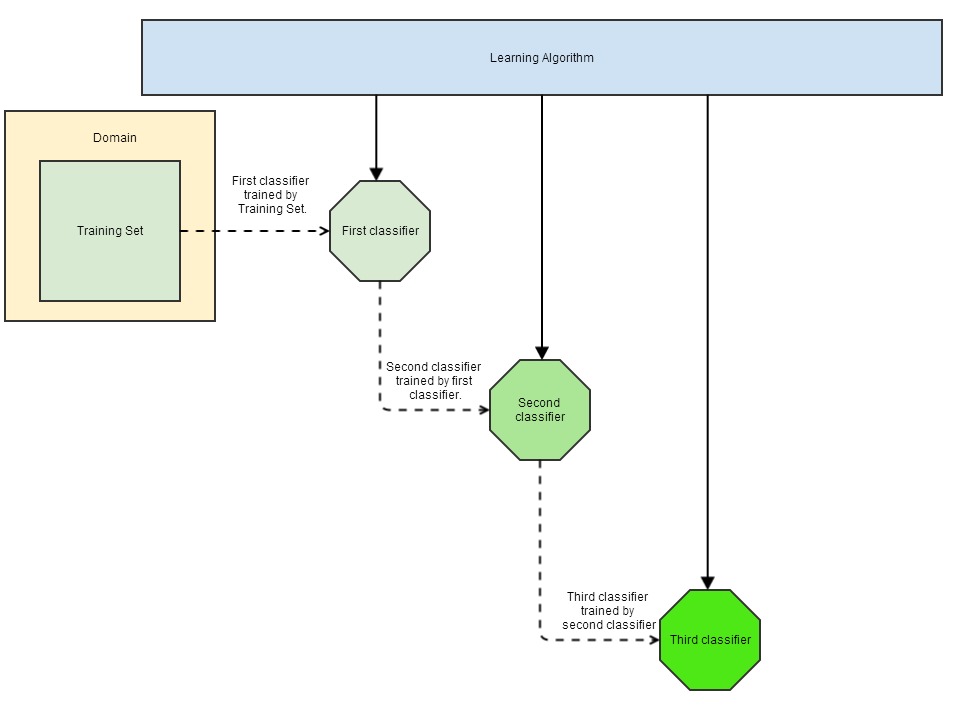 Learning Algorithm
Domain
Training Set
First classifier
trained by
Training Set.
First classifier
Second classifier
trained by first
classifier.
Second
classifier
Third classifier
trained by
second classifier
Third classifier